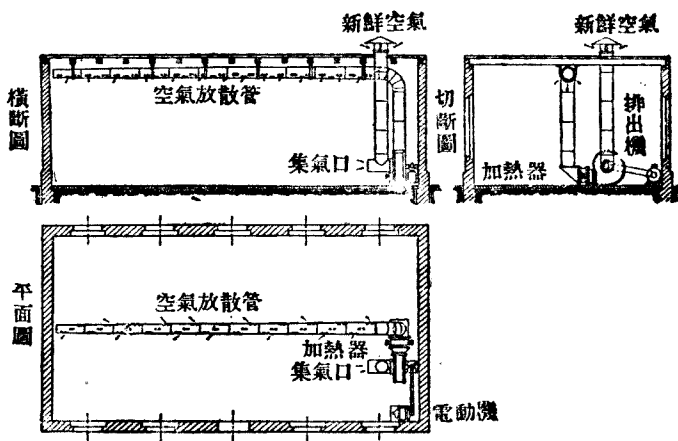 新鮮空氣
空氣放散管
集氣口
橫斷圖
新鮮空氣
排出機
加熱器
切斷圖
空氣放散管
加熱器
集氣口
電動機
平面圖